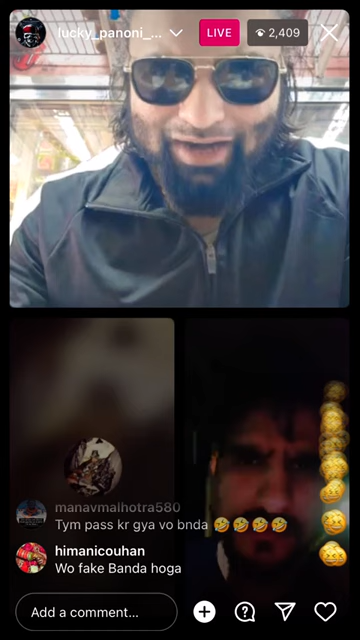 lucky_panoni_...
LIVE
2,409
manavmalhotra580
Tym pass kr gya vo bnda 🤣🤣🤣🤣
himanicouhan
Wo fake Banda hoga
Add a comment...